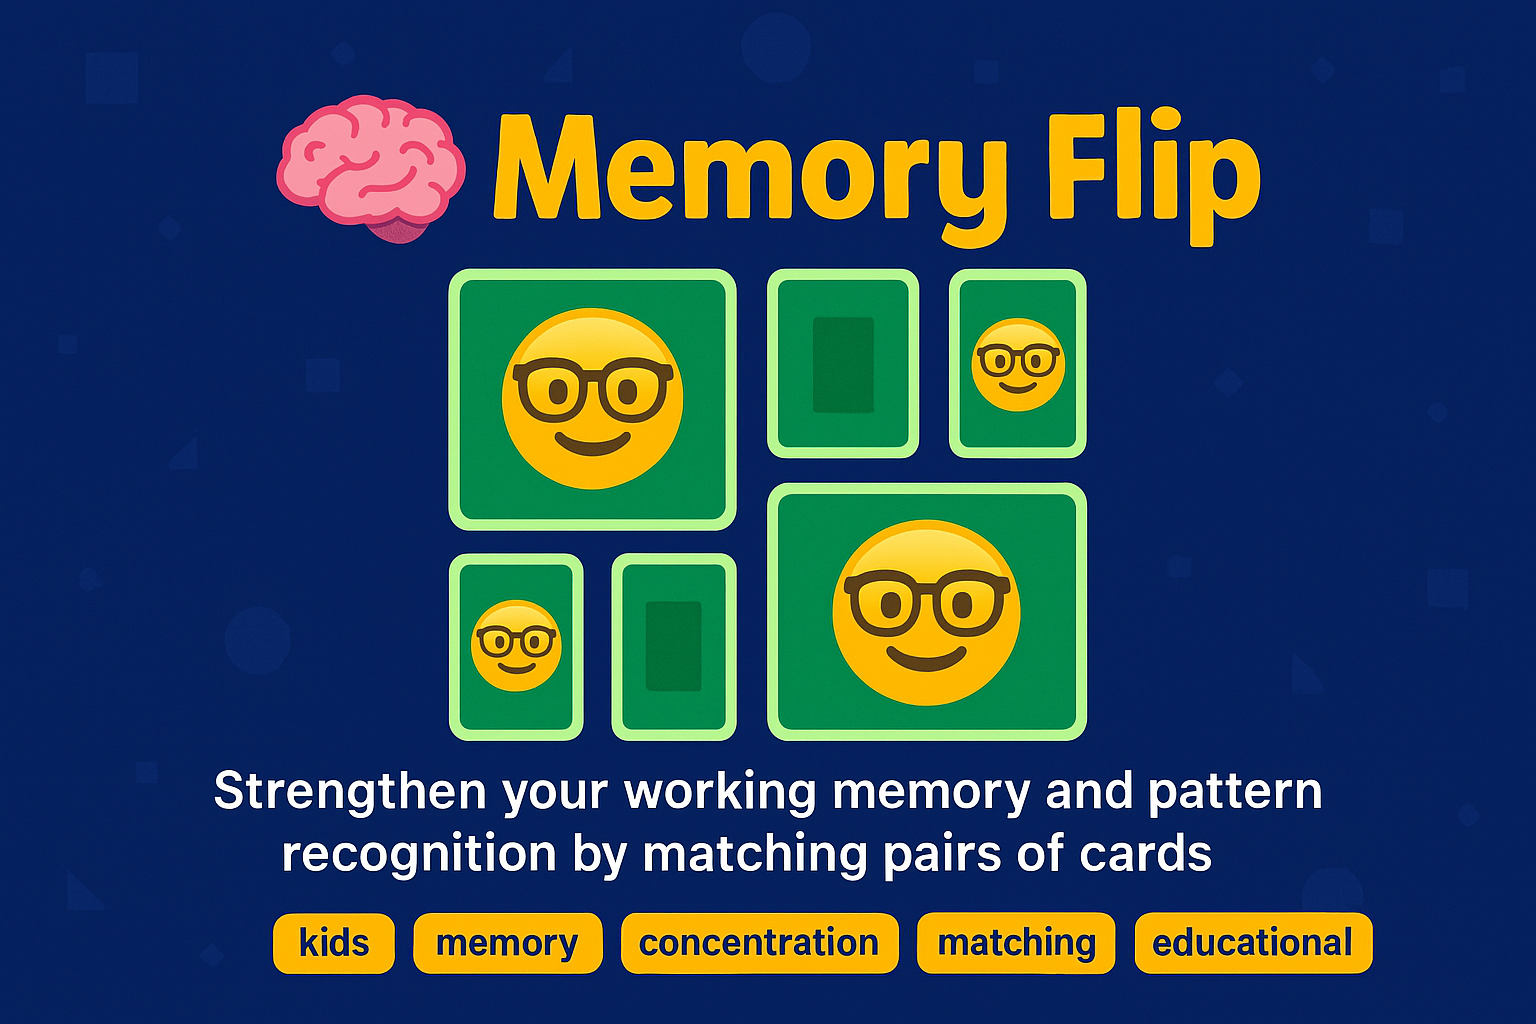 Memory Flip
Strengthen your working memory and pattern
recognition by matching pairs of cards
kids memory concentration matching educational